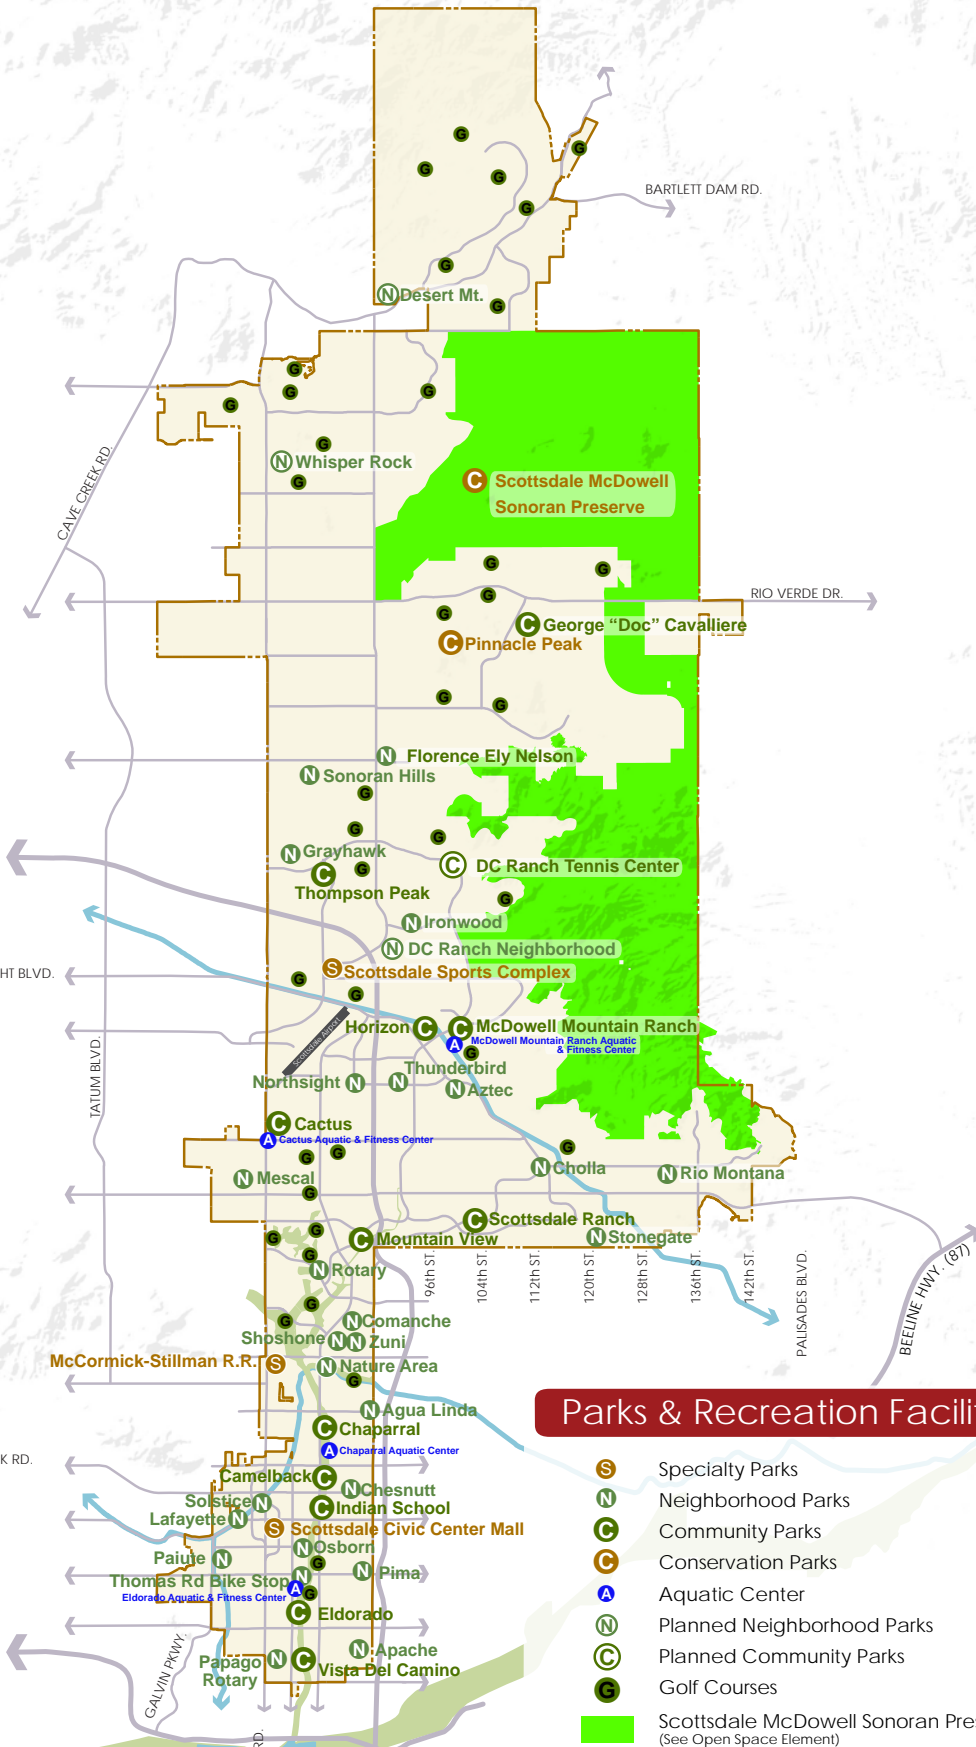 BARTLETT DAM RD.
N Desert Mt.
CAVE CREEK RD.
N Whisper Rock
C Scottsdale McDowell
Sonoran Preserve
RIO VERDE DR.
C George “Doc” Cavalliere
C Pinnacle Peak
N Florence Ely Nelson
N Sonoran Hills
N Grayhawk
C DC Ranch Tennis Center
C Thompson Peak
N Ironwood
N DC Ranch Neighborhood
S Scottsdale Sports Complex
HT BLVD.
Scottsdale Airport
Horizon C
C McDowell Mountain Ranch
A McDowell Mountain Ranch Aquatic
& Fitness Center
TATUM BLVD.
Thunderbird N
Northsight N
N Aztec
C Cactus
A Cactus Aquatic & Fitness Center
N Mescal
N Cholla
N Rio Montana
C Scottsdale Ranch
C Mountain View
N Stonegate
N Rotary
96th ST.
104th ST.
112th ST.
120th ST.
128th ST.
136th ST.
142th ST.
PALISADES BLVD.
BEELINE HWY. (87)
N Comanche
Shoshone N
N Zuni
McCormick-Stillman R.R. S
N Nature Area
N Agua Linda
C Chaparral
A Chaparral Aquatic Center
K RD.
Camelback C
N Chesnutt
Solstice N
C Indian School
Lafayette N
S Scottsdale Civic Center Mall
N Osborn
Paiute N
N Pima
Thomas Rd Bike Stop N
Eldorado Aquatic & Fitness Center A
C Eldorado
GALVIN PKWY.
N Apache
Papago
Rotary N
C Vista Del Camino
RD.
Parks & Recreation Facilit
S Specialty Parks
N Neighborhood Parks
C Community Parks
C Conservation Parks
A Aquatic Center
N Planned Neighborhood Parks
C Planned Community Parks
G Golf Courses
Scottsdale McDowell Sonoran Pre
(See Open Space Element)